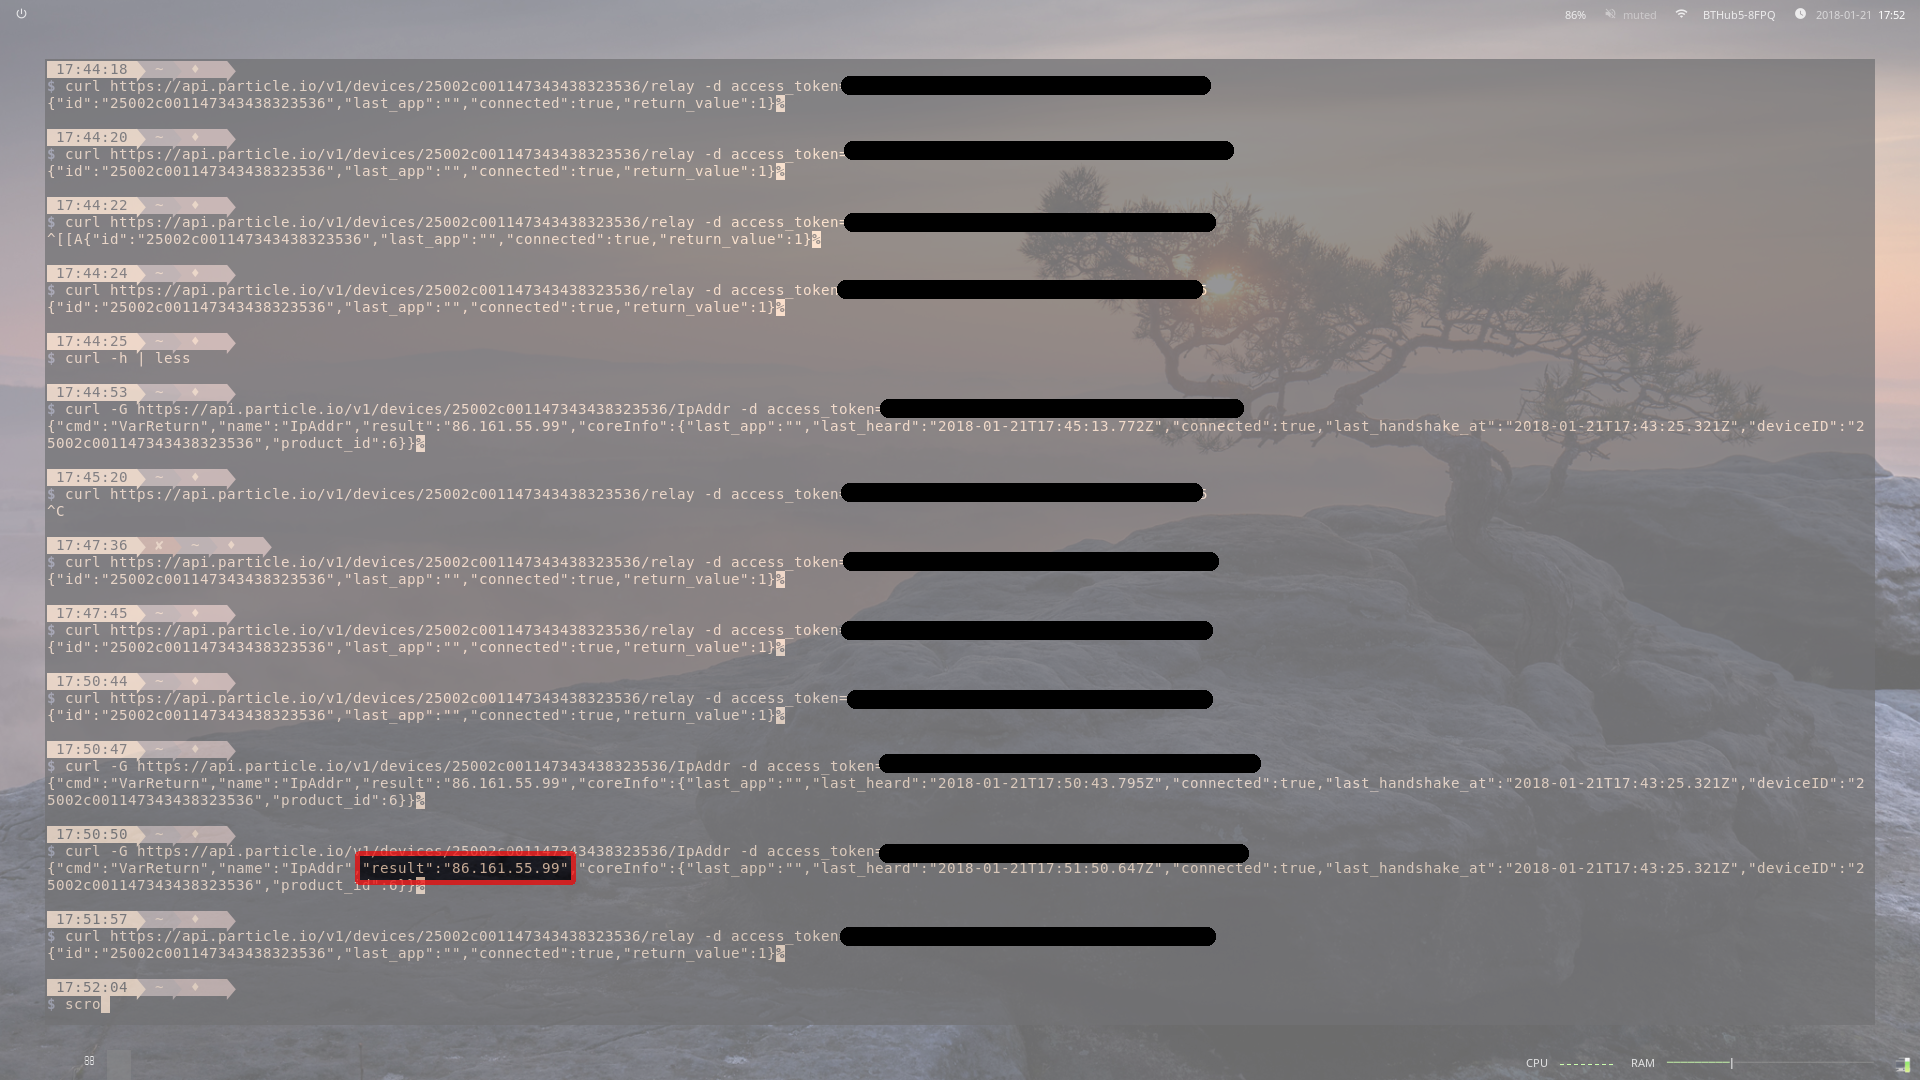 86% muted BTHub5-8FPQ 2018-01-21 17:52
17:44:18 ~
$ curl https://api.particle.io/v1/devices/25002c001147343438323536/relay -d access_token=
{"id":"25002c001147343438323536","last_app":"","connected":true,"return_value":1}%
17:44:20 ~
$ curl https://api.particle.io/v1/devices/25002c001147343438323536/relay -d access_token=
{"id":"25002c001147343438323536","last_app":"","connected":true,"return_value":1}%
17:44:22 ~
$ curl https://api.particle.io/v1/devices/25002c001147343438323536/relay -d access_token=
^[[A{"id":"25002c001147343438323536","last_app":"","connected":true,"return_value":1}%
17:44:24 ~
$ curl https://api.particle.io/v1/devices/25002c001147343438323536/relay -d access_token
{"id":"25002c001147343438323536","last_app":"","connected":true,"return_value":1}%
17:44:25 ~
$ curl -h | less
17:44:53 ~
$ curl -G https://api.particle.io/v1/devices/25002c001147343438323536/IpAddr -d access_token=
{"cmd":"VarReturn","name":"IpAddr","result":"86.161.55.99","coreInfo":{"last_app":"","last_heard":"2018-01-21T17:45:13.772Z","connected":true,"last_handshake_at":"2018-01-21T17:43:25.321Z","deviceID":"2
5002c001147343438323536","product_id":6}}%
17:45:20 ~
$ curl https://api.particle.io/v1/devices/25002c001147343438323536/relay -d access_token
^C
17:47:36 ✘ ~
$ curl https://api.particle.io/v1/devices/25002c001147343438323536/relay -d access_token=
{"id":"25002c001147343438323536","last_app":"","connected":true,"return_value":1}%
17:47:45 ~
$ curl https://api.particle.io/v1/devices/25002c001147343438323536/relay -d access_token
{"id":"25002c001147343438323536","last_app":"","connected":true,"return_value":1}%
17:50:44 ~
$ curl https://api.particle.io/v1/devices/25002c001147343438323536/relay -d access_token=
{"id":"25002c001147343438323536","last_app":"","connected":true,"return_value":1}%
17:50:47 ~
$ curl -G https://api.particle.io/v1/devices/25002c001147343438323536/IpAddr -d access_token=
{"cmd":"VarReturn","name":"IpAddr","result":"86.161.55.99","coreInfo":{"last_app":"","last_heard":"2018-01-21T17:50:43.795Z","connected":true,"last_handshake_at":"2018-01-21T17:43:25.321Z","deviceID":"2
5002c001147343438323536","product_id":6}}%
17:50:50 ~
$ curl -G https://api.particle.io/v1/devices/25002c001147343438323536/IpAddr -d access_token=
{"cmd":"VarReturn","name":"IpAddr","result":"86.161.55.99","coreInfo":{"last_app":"","last_heard":"2018-01-21T17:51:50.647Z","connected":true,"last_handshake_at":"2018-01-21T17:43:25.321Z","deviceID":"2
5002c001147343438323536","product_id":6}}%
17:51:57 ~
$ curl https://api.particle.io/v1/devices/25002c001147343438323536/relay -d access_token
{"id":"25002c001147343438323536","last_app":"","connected":true,"return_value":1}%
17:52:04 ~
$ scro
CPU RAM